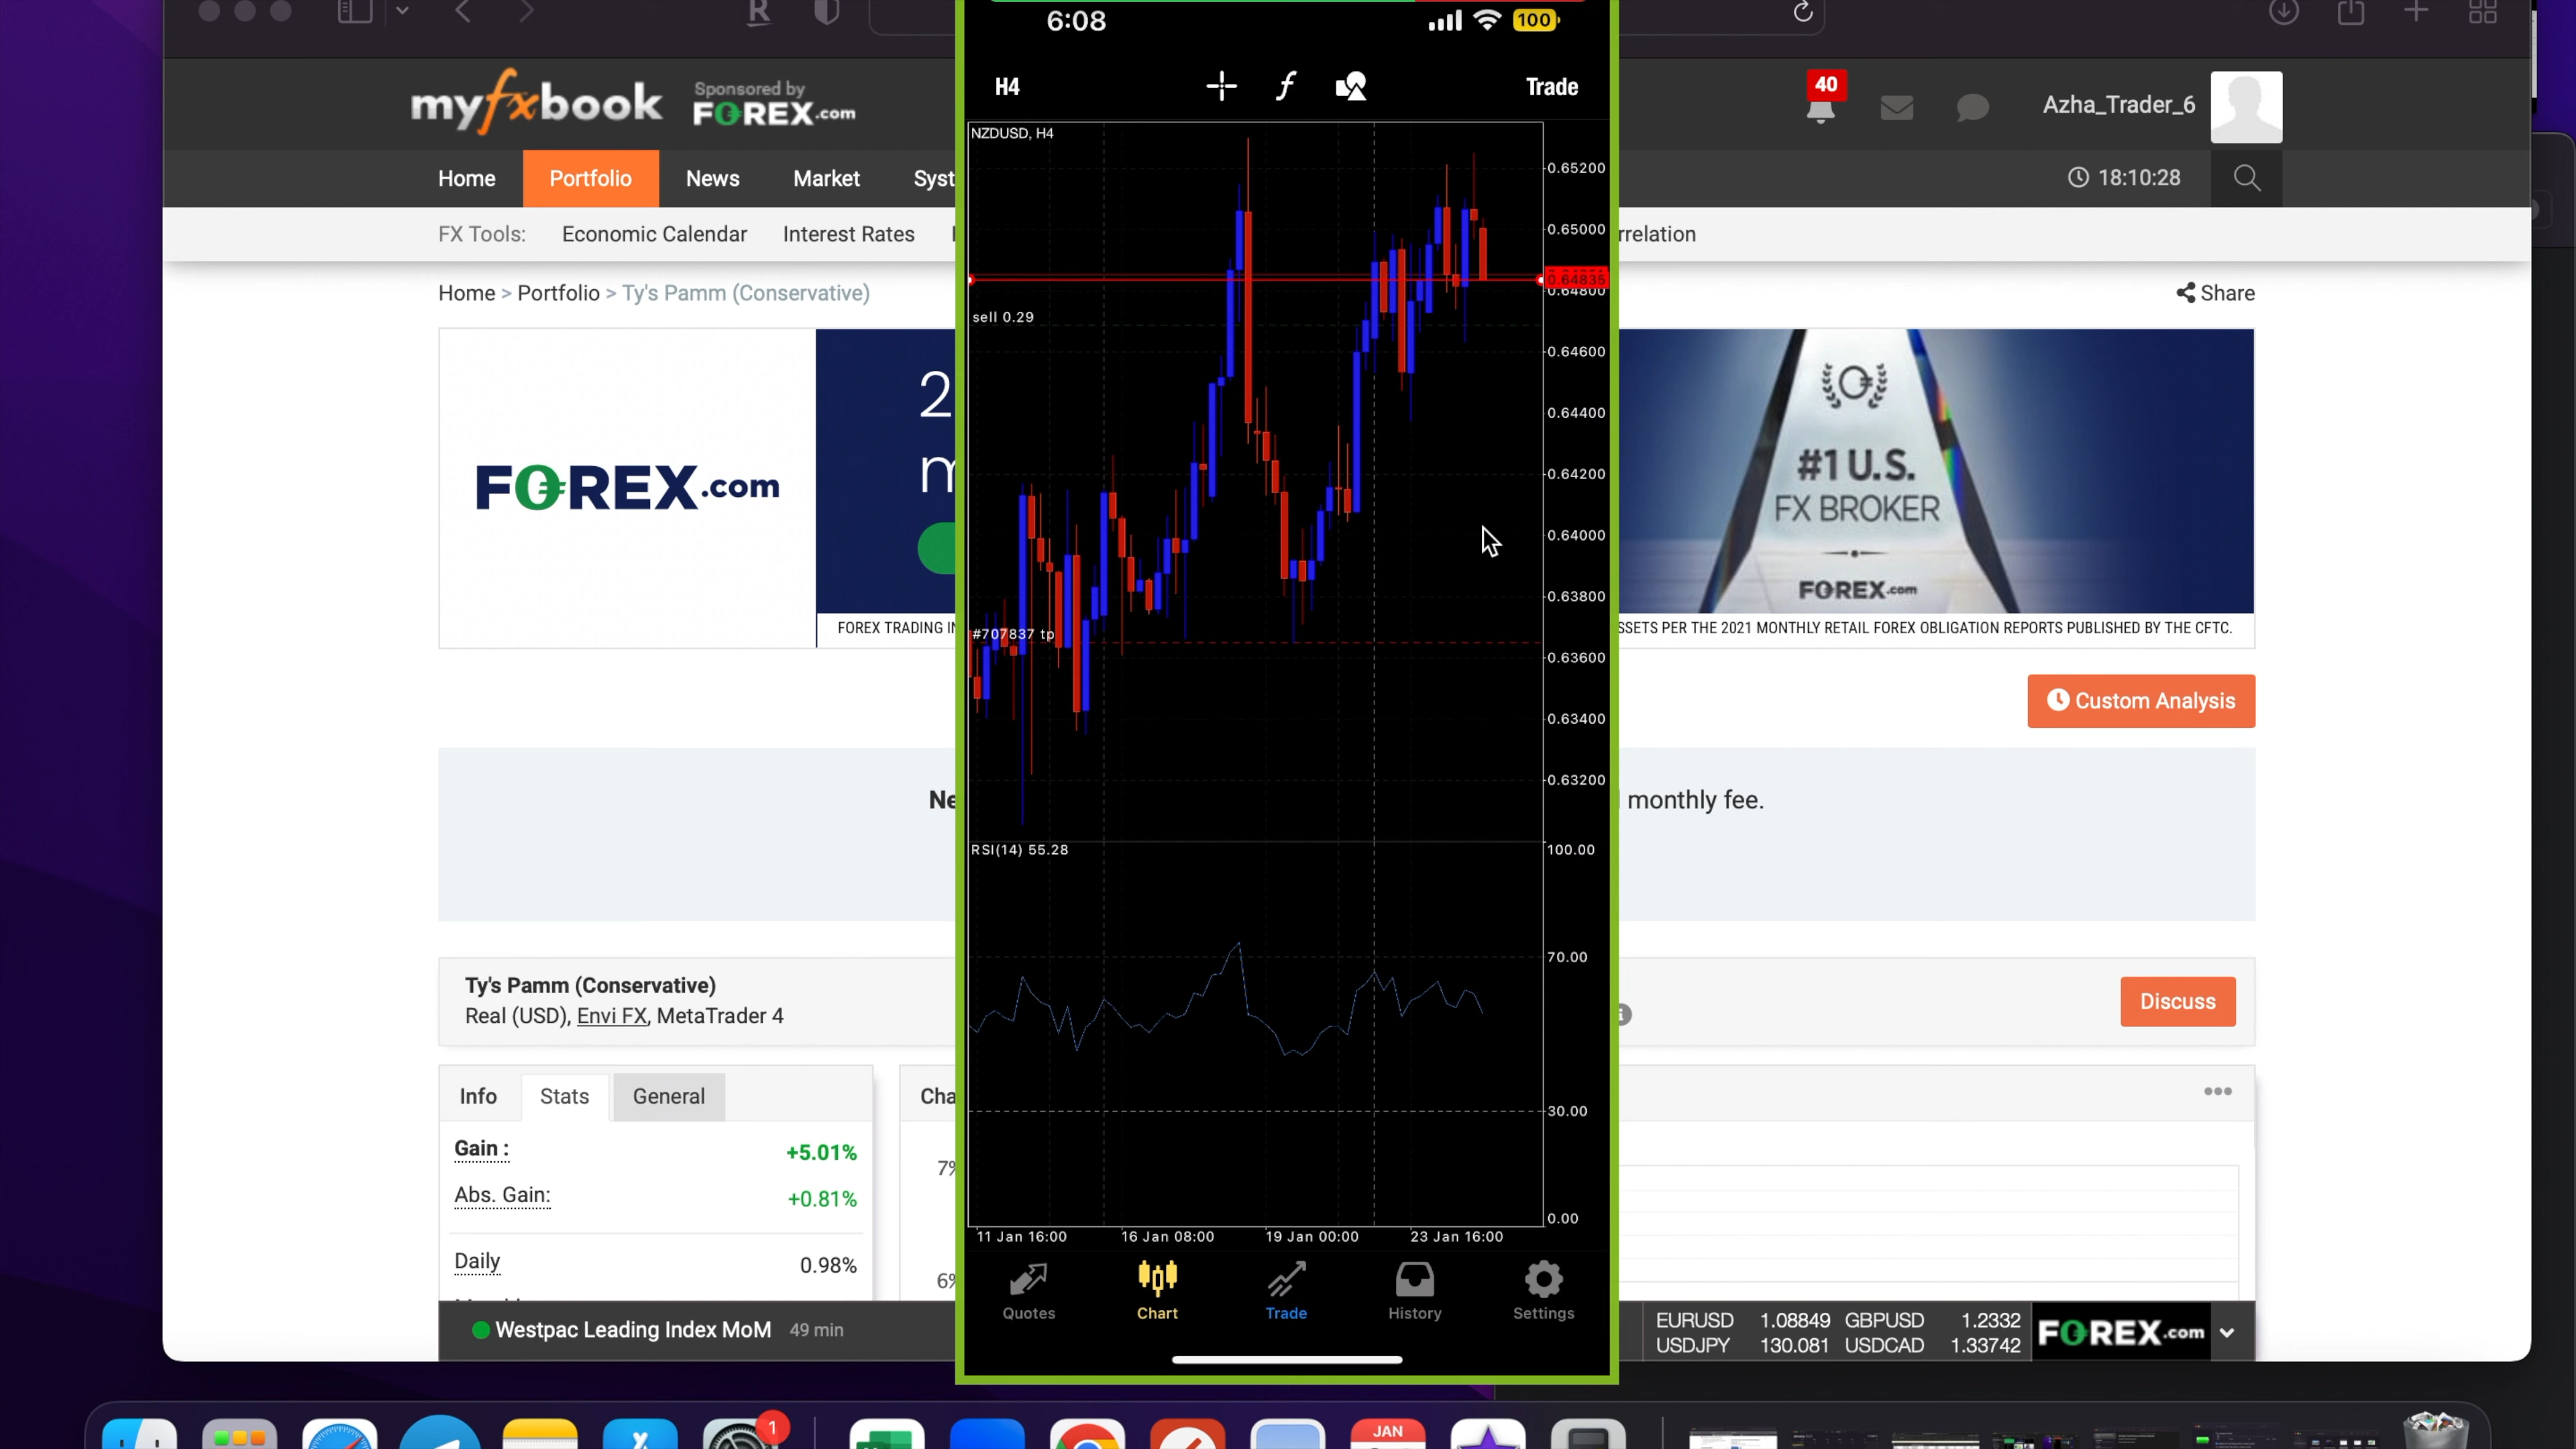 6:08
100
H4
Trade
myfxbook
Sponsored by
FOREX.com
40
Azha_Trader_6
Home
Portfolio
News
Market
Syst
18:10:28
FX Tools:
Economic Calendar
Interest Rates
rrelation
Home > Portfolio > Ty's Pamm (Conservative)
Share
FOREX.com
2
m
FOREX TRADING IN
#1 U.S.
FX BROKER
FOREX.com
SSETS PER THE 2021 MONTHLY RETAIL FOREX OBLIGATION REPORTS PUBLISHED BY THE CFTC.
Custom Analysis
Ne
monthly fee.
Ty's Pamm (Conservative)
Real (USD), Envi FX, MetaTrader 4
Discuss
Info
Stats
General
Cha
Gain :
+5.01%
Abs. Gain:
+0.81%
Daily
0.98%
7%
6%
Westpac Leading Index MoM 49 min
EURUSD 1.08849 GBPUSD 1.2332
USDJPY 130.081 USDCAD 1.33742
FOREX.com
NZDUSD, H4
0.65200
0.65000
0.64835
0.64800
sell 0.29
0.64600
0.64400
0.64200
0.64000
0.63800
#707837 tp
0.63600
0.63400
0.63200
RSI(14) 55.28
100.00
70.00
30.00
0.00
11 Jan 16:00
16 Jan 08:00
19 Jan 00:00
23 Jan 16:00
Quotes
Chart
Trade
History
Settings
1
JAN